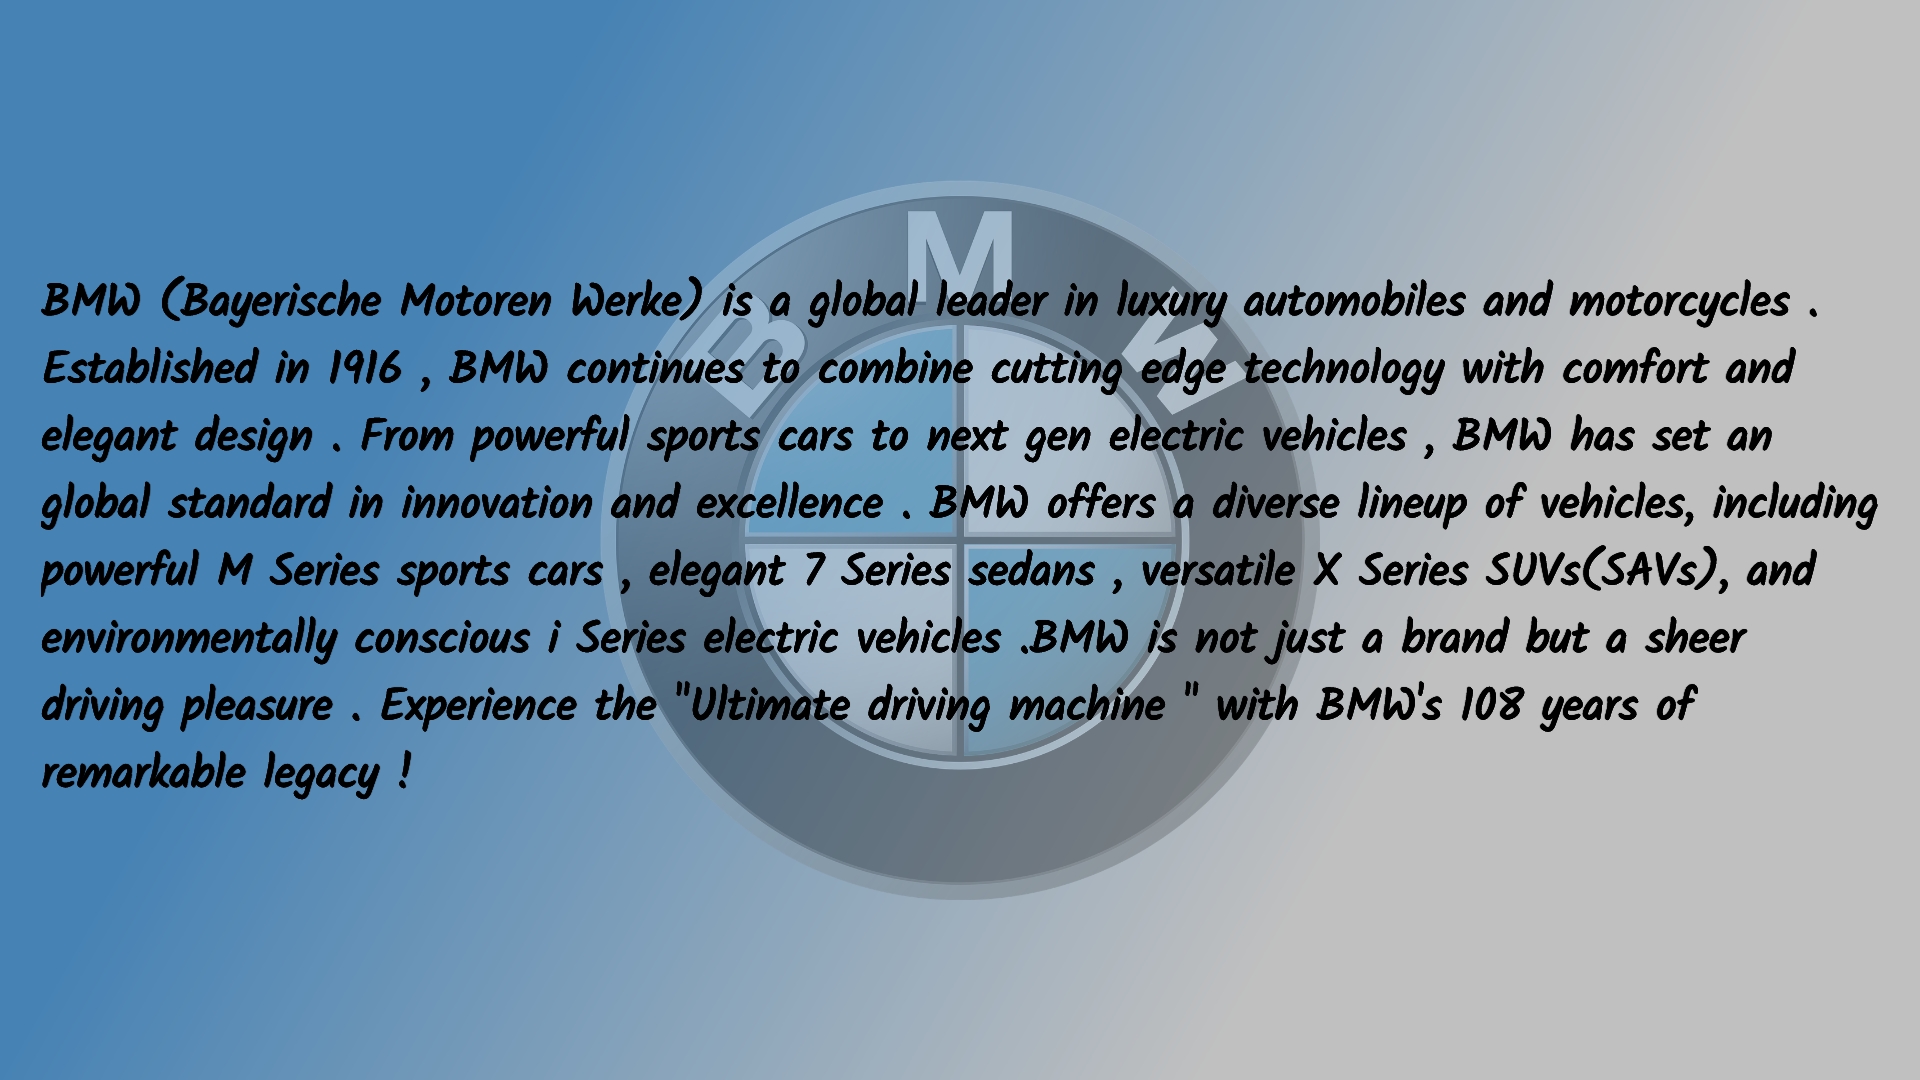 B M W
BMW (Bayerische Motoren Werke) is a global leader in luxury automobiles and motorcycles .
Established in 1916 , BMW continues to combine cutting edge technology with comfort and
elegant design . From powerful sports cars to next gen electric vehicles , BMW has set an
global standard in innovation and excellence . BMW offers a diverse lineup of vehicles, including
powerful M Series sports cars , elegant 7 Series sedans , versatile X Series SUVs(SAVs), and
environmentally conscious i Series electric vehicles .BMW is not just a brand but a sheer
driving pleasure . Experience the "Ultimate driving machine " with BMW's 108 years of
remarkable legacy !